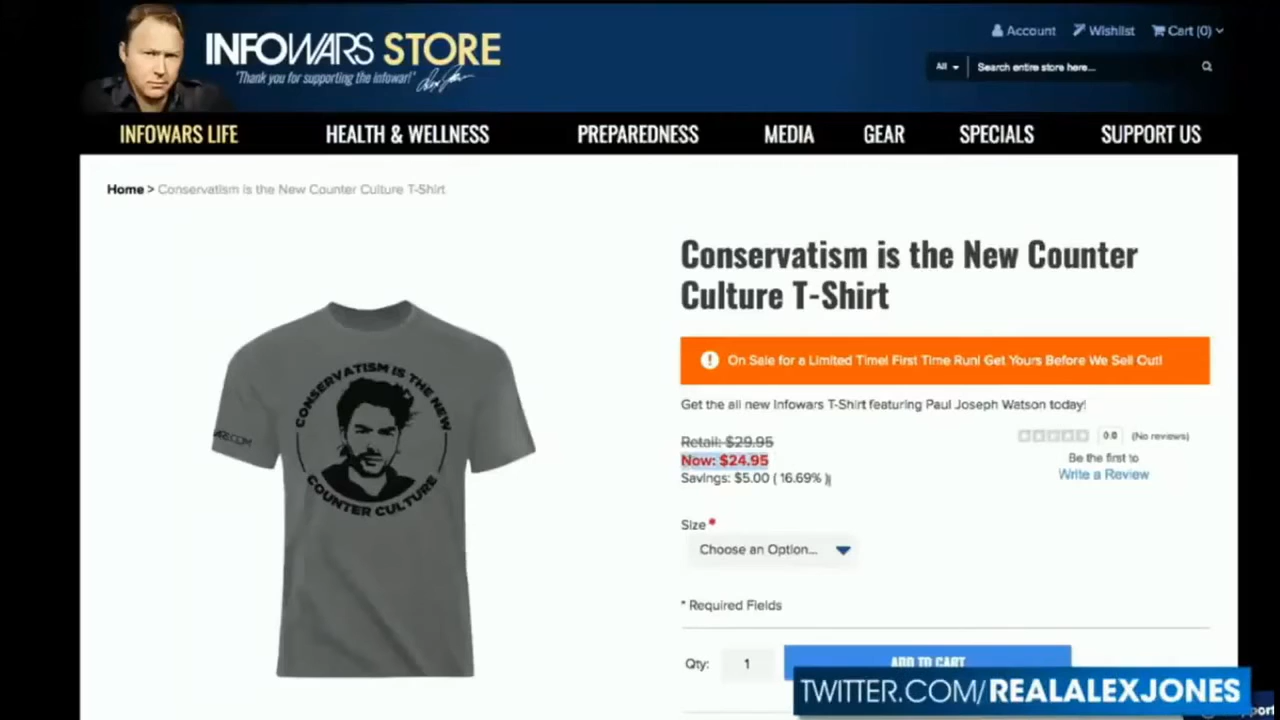 INFOWARS STORE
"Thank you for supporting the infowar!"
Account
Wishlist
Cart (0)
All
Search entire store here...
INFOWARS LIFE
HEALTH & WELLNESS
PREPAREDNESS
MEDIA
GEAR
SPECIALS
SUPPORT US
Home > Conservatism is the New Counter Culture T-Shirt
Conservatism is the New Counter
Culture T-Shirt
! On Sale for a Limited Time! First Time Run! Get Yours Before We Sell Out!
Get the all new Infowars T-Shirt featuring Paul Joseph Watson today!
Retail: $29.95
Now: $24.95
Savings: $5.00 ( 16.69% )
0.0 (No reviews)
Be the first to
Write a Review
CONSERVATISM IS THE NEW
COUNTER CULTURE
Size *
Choose an Option...
* Required Fields
Qty: 1
ADD TO CART
TWITTER.COM/REALALEXJONES